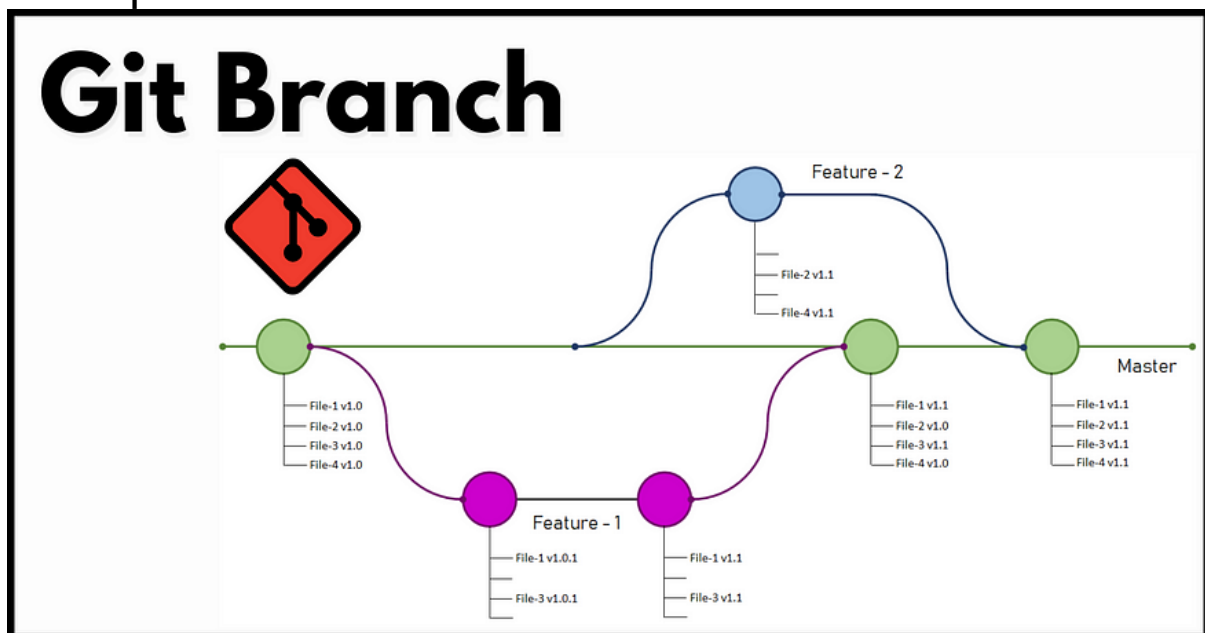 Git Branch
Feature - 2
File-2 v1.1
File-4 v1.1
Master
File-1 v1.0
File-2 v1.0
File-3 v1.0
File-4 v1.0
File-1 v1.1
File-2 v1.0
File-3 v1.1
File-4 v1.0
File-1 v1.1
File-2 v1.1
File-3 v1.1
File-4 v1.1
Feature - 1
File-1 v1.0.1
File-3 v1.0.1
File-1 v1.1
File-3 v1.1